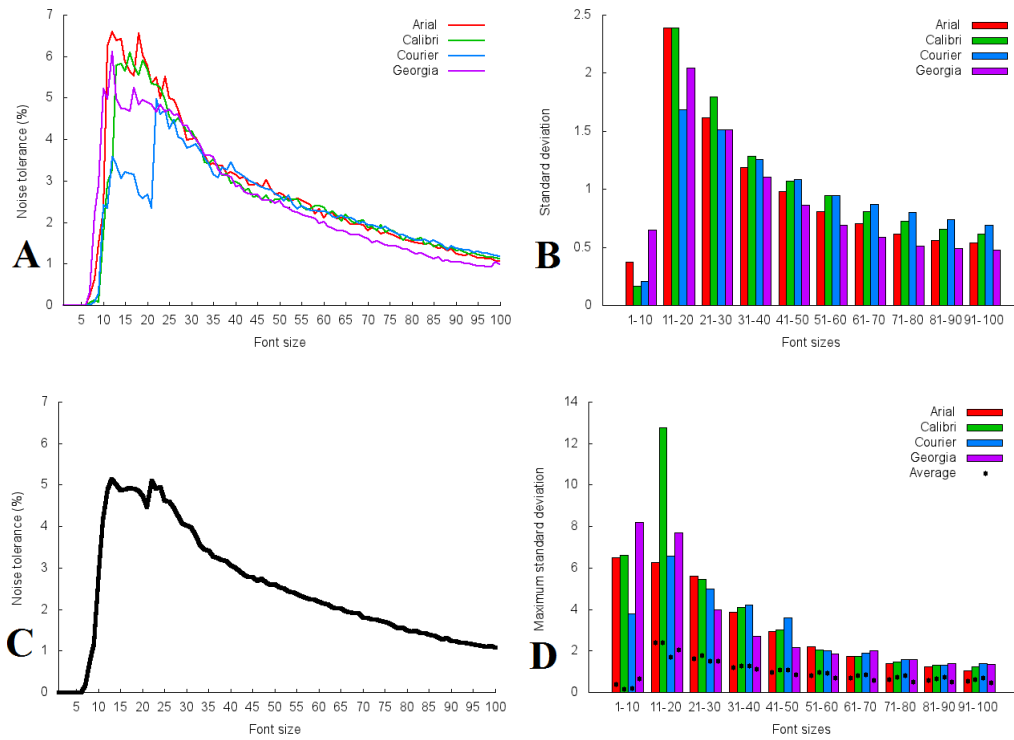 7
6
5
4
3
2
1
0
Noise tolerance (%)
Arial
Calibri
Courier
Georgia
A
5 10 15 20 25 30 35 40 45 50 55 60 65 70 75 80 85 90 95 100
Font size
2.5
2
1.5
1
0.5
0
Standard deviation
Arial
Calibri
Courier
Georgia
B
1-10 11-20 21-30 31-40 41-50 51-60 61-70 71-80 81-90 91-100
Font sizes
7
6
5
4
3
2
1
0
Noise tolerance (%)
C
5 10 15 20 25 30 35 40 45 50 55 60 65 70 75 80 85 90 95 100
Font size
14
12
10
8
6
4
2
0
Maximum standard deviation
Arial
Calibri
Courier
Georgia
Average
D
1-10 11-20 21-30 31-40 41-50 51-60 61-70 71-80 81-90 91-100
Font sizes